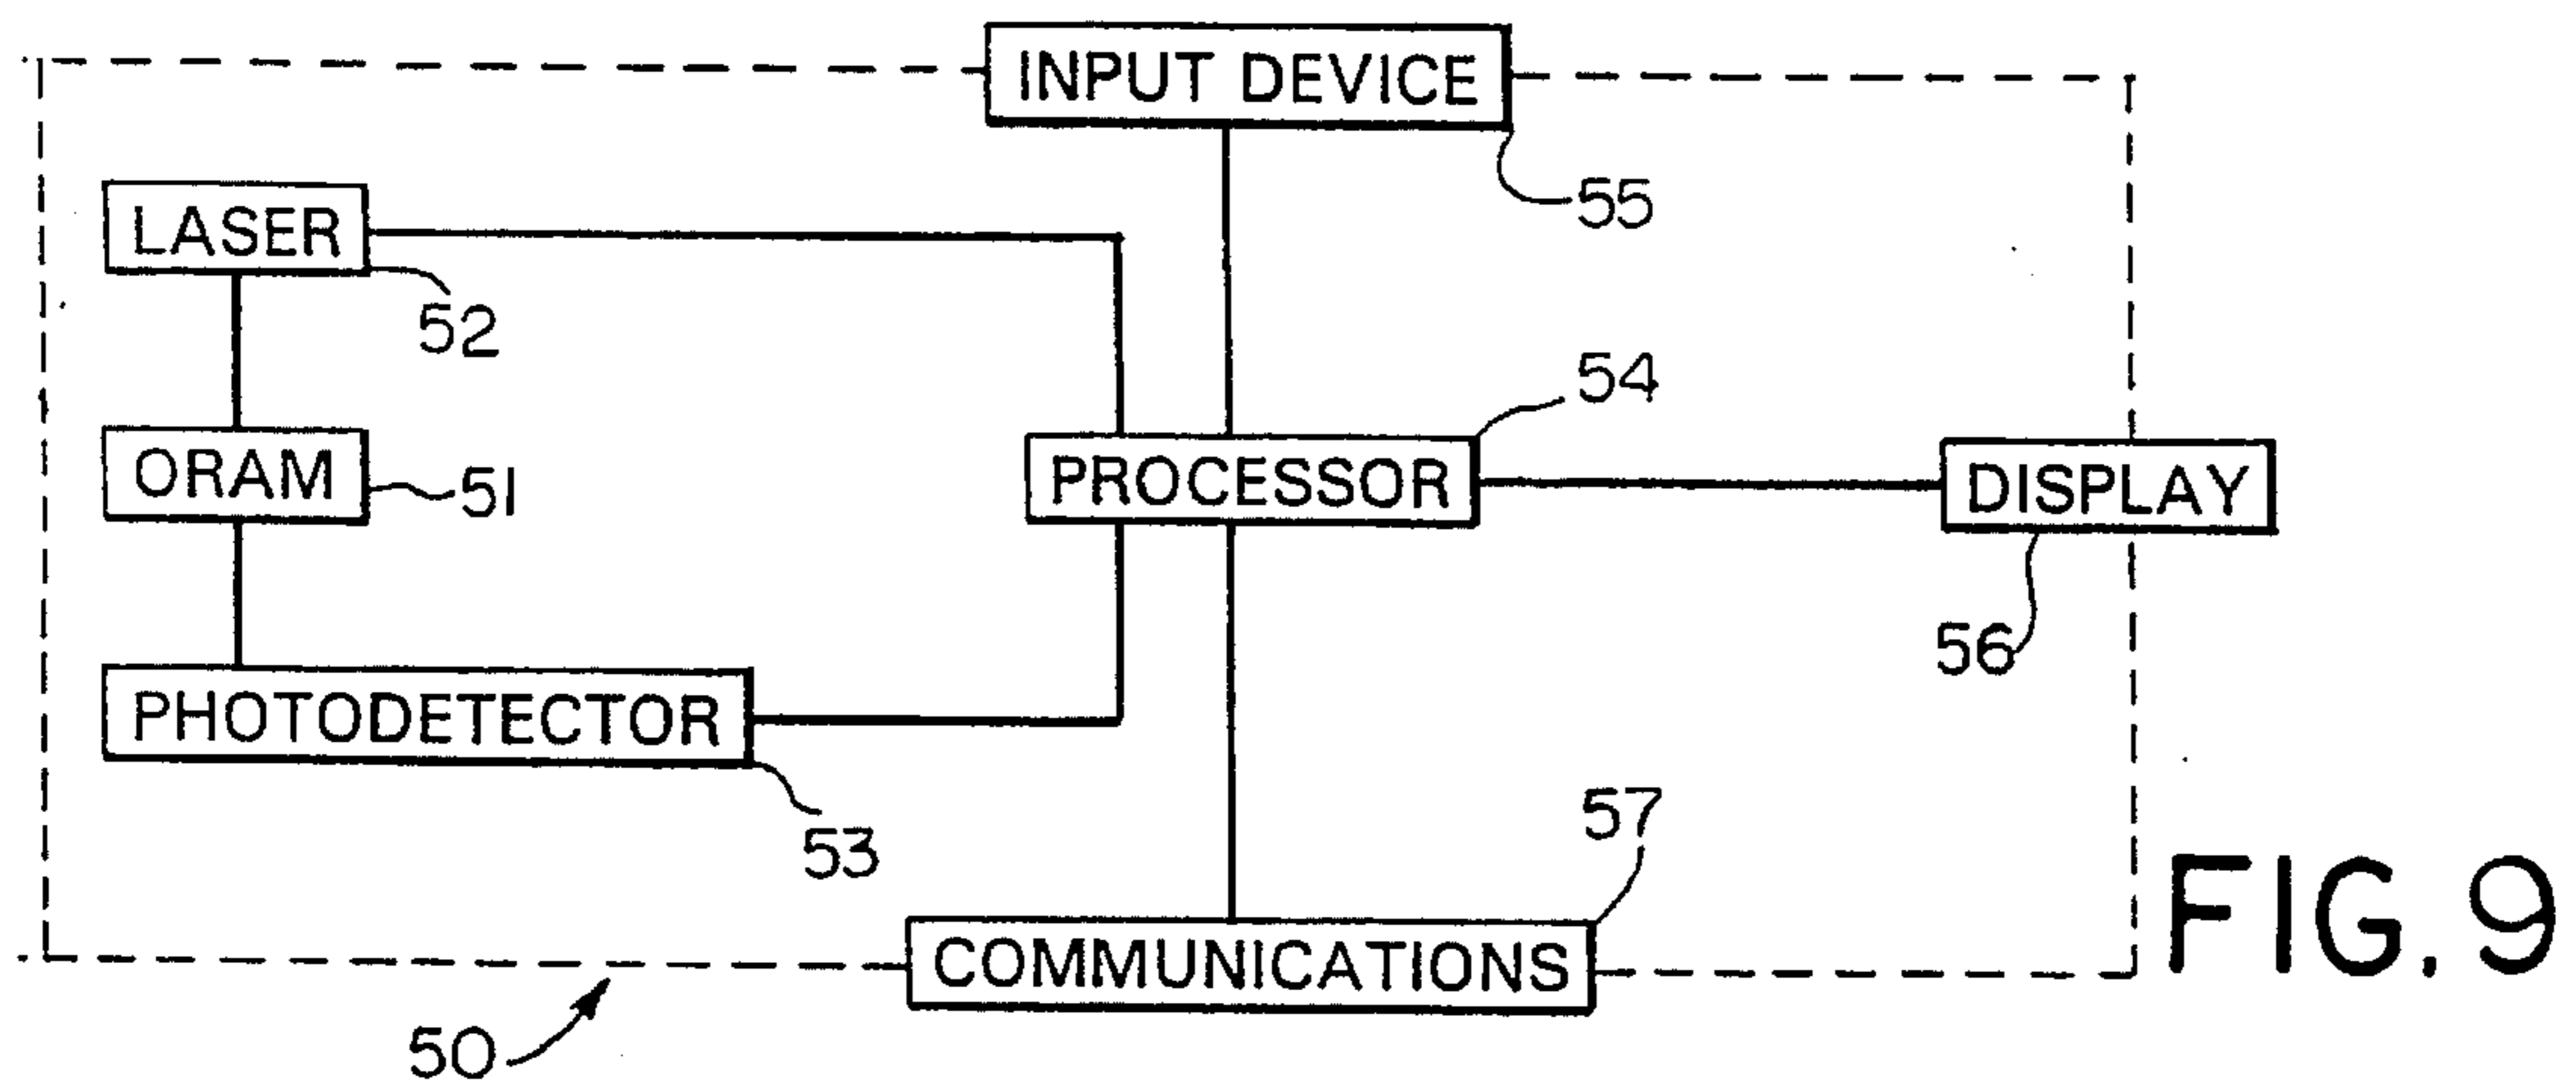 INPUT DEVICE
55
LASER
52
54
ORAM
51
PROCESSOR
DISPLAY
56
PHOTODETECTOR
53
57
COMMUNICATIONS
50
FIG. 9